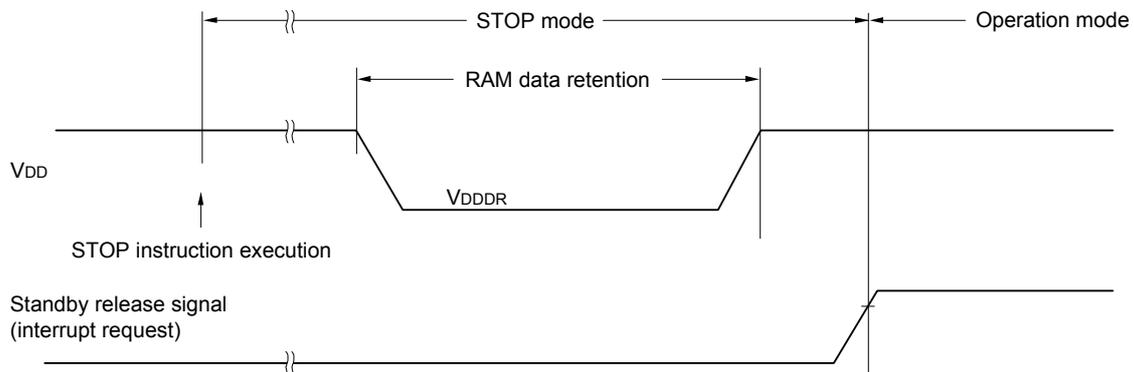 STOP mode
Operation mode
RAM data retention
VDD
VDDDR
STOP instruction execution
Standby release signal
(interrupt request)